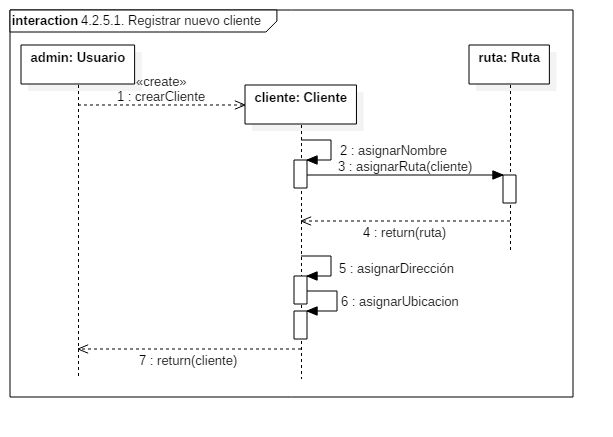 interaction 4.2.5.1. Registrar nuevo cliente
admin: Usuario
ruta: Ruta
«create»
1 : crearCliente
cliente: Cliente
2 : asignarNombre
3 : asignarRuta(cliente)
4 : return(ruta)
5 : asignarDirección
6 : asignarUbicacion
7 : return(cliente)